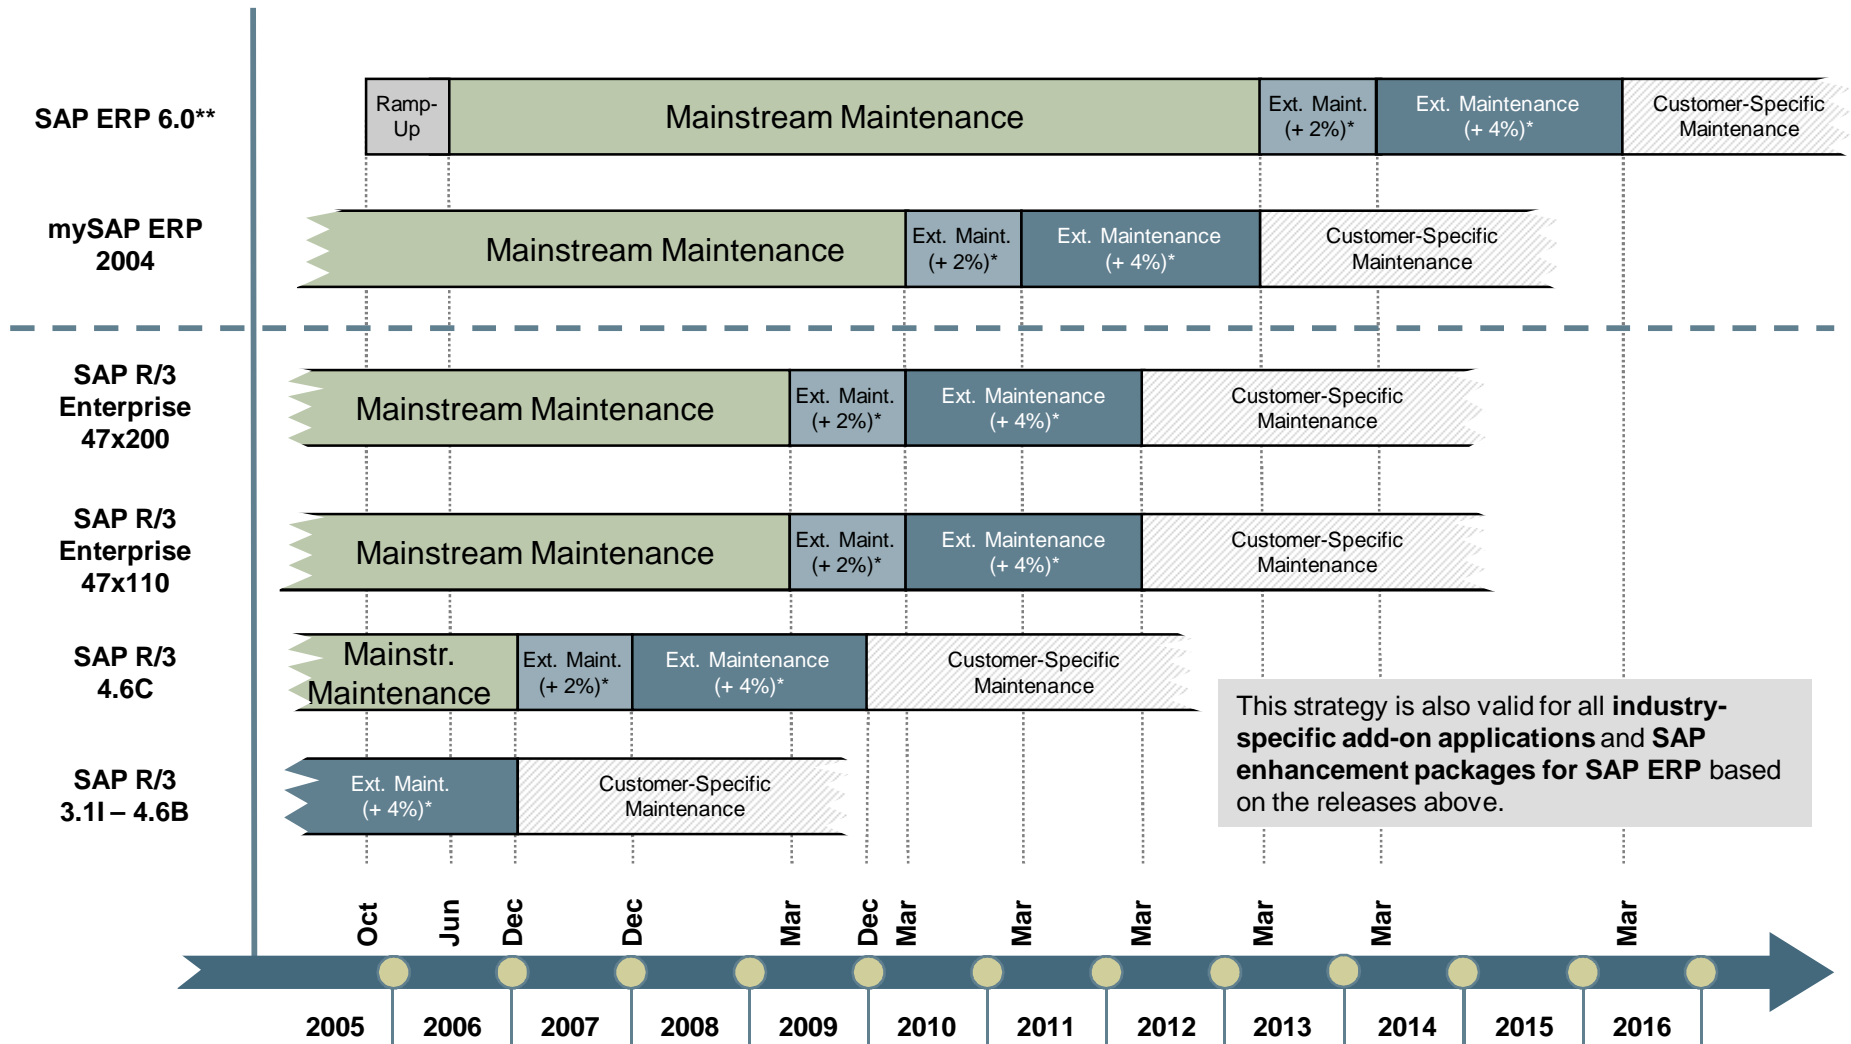 SAP ERP 6.0**
Ramp-
Up
Mainstream Maintenance
Ext. Maint.
(+ 2%)*
Ext. Maintenance
(+ 4%)*
Customer-Specific
Maintenance
mySAP ERP
2004
Mainstream Maintenance
Ext. Maint.
(+ 2%)*
Ext. Maintenance
(+ 4%)*
Customer-Specific
Maintenance
SAP R/3
Enterprise
47x200
Mainstream Maintenance
Ext. Maint.
(+ 2%)*
Ext. Maintenance
(+ 4%)*
Customer-Specific
Maintenance
SAP R/3
Enterprise
47x110
Mainstream Maintenance
Ext. Maint.
(+ 2%)*
Ext. Maintenance
(+ 4%)*
Customer-Specific
Maintenance
SAP R/3
4.6C
Mainstr.
Maintenance
Ext. Maint.
(+ 2%)*
Ext. Maintenance
(+ 4%)*
Customer-Specific
Maintenance
This strategy is also valid for all industry-
specific add-on applications and SAP
enhancement packages for SAP ERP based
on the releases above.
SAP R/3
3.1I – 4.6B
Ext. Maint.
(+ 4%)*
Customer-Specific
Maintenance
Oct
Jun
Dec
Dec
Mar
Dec
Mar
Mar
Mar
Mar
Mar
Mar
2005
2006
2007
2008
2009
2010
2011
2012
2013
2014
2015
2016